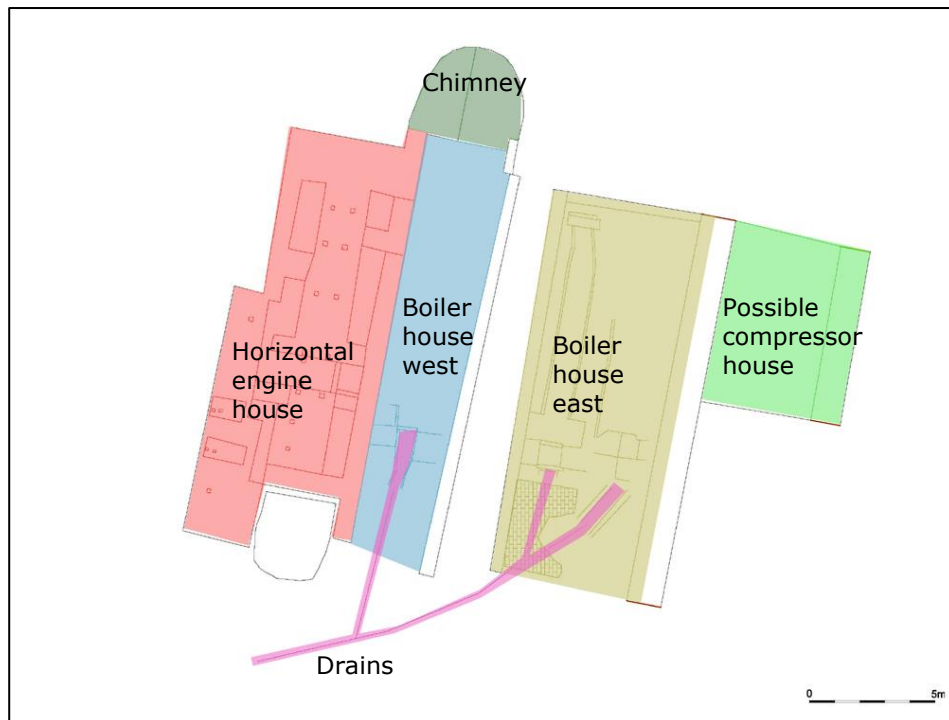 Chimney
Horizontal
engine
house
Boiler
house
west
Boiler
house
east
Possible
compressor
house
Drains
0 5m